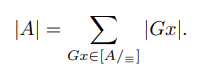 |A| = ∑_{Gx∈[A/≡]} |Gx|.